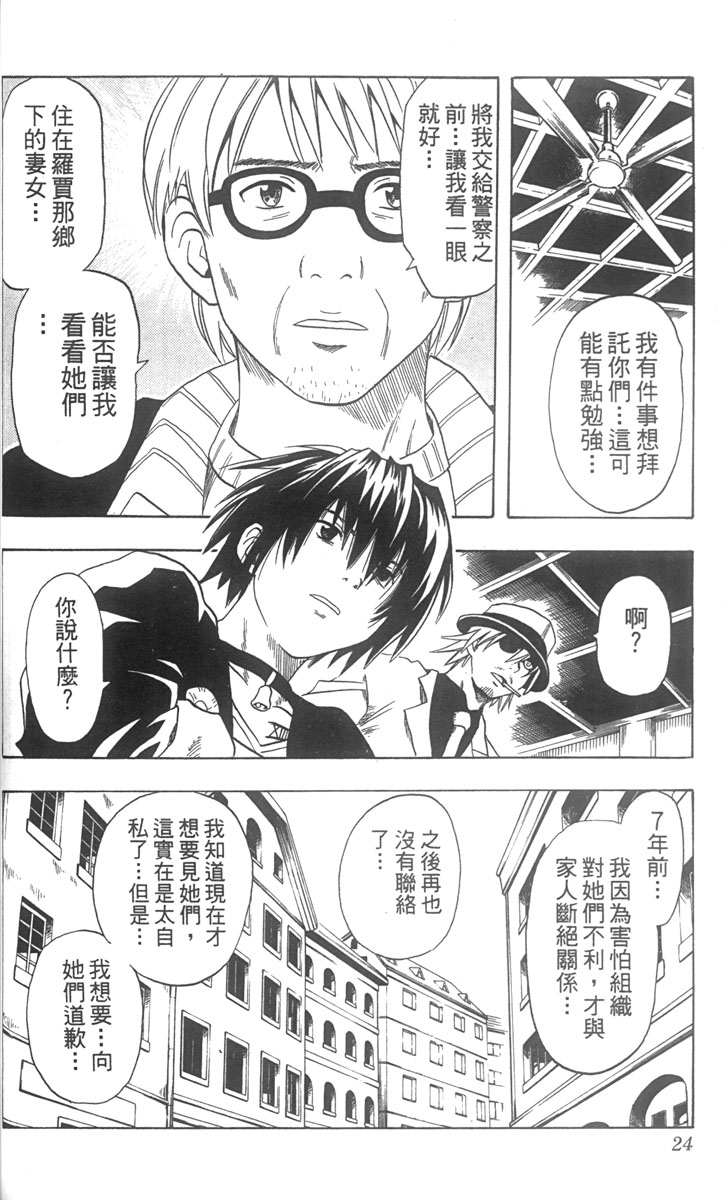 我有件事想拜
託你們…這可
能有點勉強…
將我交給警察之
前…讓我看一眼
就好…
住在羅賈那鄉
下的妻女…
能否讓我
看看她們
…
啊?
你說什麼?
7年前…
我因為害怕組織
對她們不利，才與
家人斷絕關係…
之後再也
沒有聯絡
了…
我知道現在才
想要見她們，
這實在是太自
私了…但是…
我想要…向
她們道歉…
XIII
24